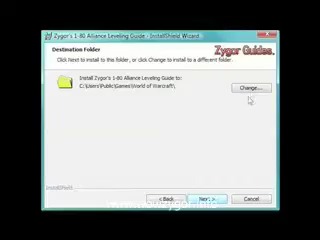 Zygor's 1-80 Alliance Leveling Guide - InstallShield Wizard
Destination Folder
Click Next to install to this folder, or click Change to install to a different folder.
Zygor Guides.
Install Zygor's 1-80 Alliance Leveling Guide to:
C:\Users\Public\Games\World of Warcraft\
Change...
InstallShield
< Back
Next >
Cancel